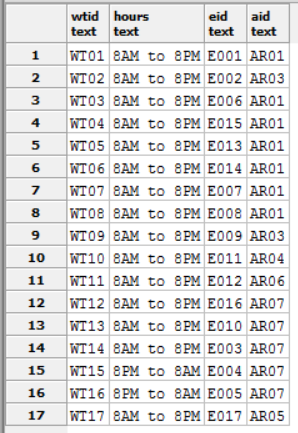 wtid hours eid aid
text text text text
1 WT01 8AM to 8PM E001 AR01
2 WT02 8AM to 8PM E002 AR03
3 WT03 8AM to 8PM E006 AR01
4 WT04 8AM to 8PM E015 AR01
5 WT05 8AM to 8PM E013 AR01
6 WT06 8AM to 8PM E014 AR01
7 WT07 8AM to 8PM E007 AR01
8 WT08 8AM to 8PM E008 AR01
9 WT09 8AM to 8PM E009 AR03
10 WT10 8AM to 8PM E011 AR04
11 WT11 8AM to 8PM E012 AR06
12 WT12 8AM to 8PM E016 AR07
13 WT13 8AM to 8PM E010 AR07
14 WT14 8AM to 8PM E003 AR07
15 WT15 8PM to 8AM E004 AR07
16 WT16 8PM to 8AM E005 AR07
17 WT17 8AM to 8PM E017 AR05